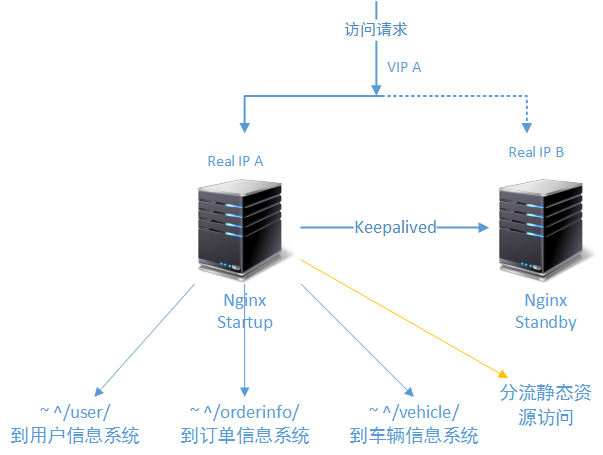 访问请求
VIP A
Real IP A
Real IP B
Keepalived
Nginx
Startup
Nginx
Standby
~ ^/user/
到用户信息系统
~ ^/orderinfo/
到订单信息系统
~ ^/vehicle/
到车辆信息系统
分流静态资
源访问